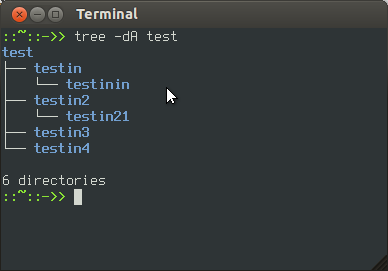 Terminal
::~::->> tree -dA test
test
├── testin
│   └── testinin
├── testin2
│   └── testin21
├── testin3
└── testin4
6 directories
::~::->>